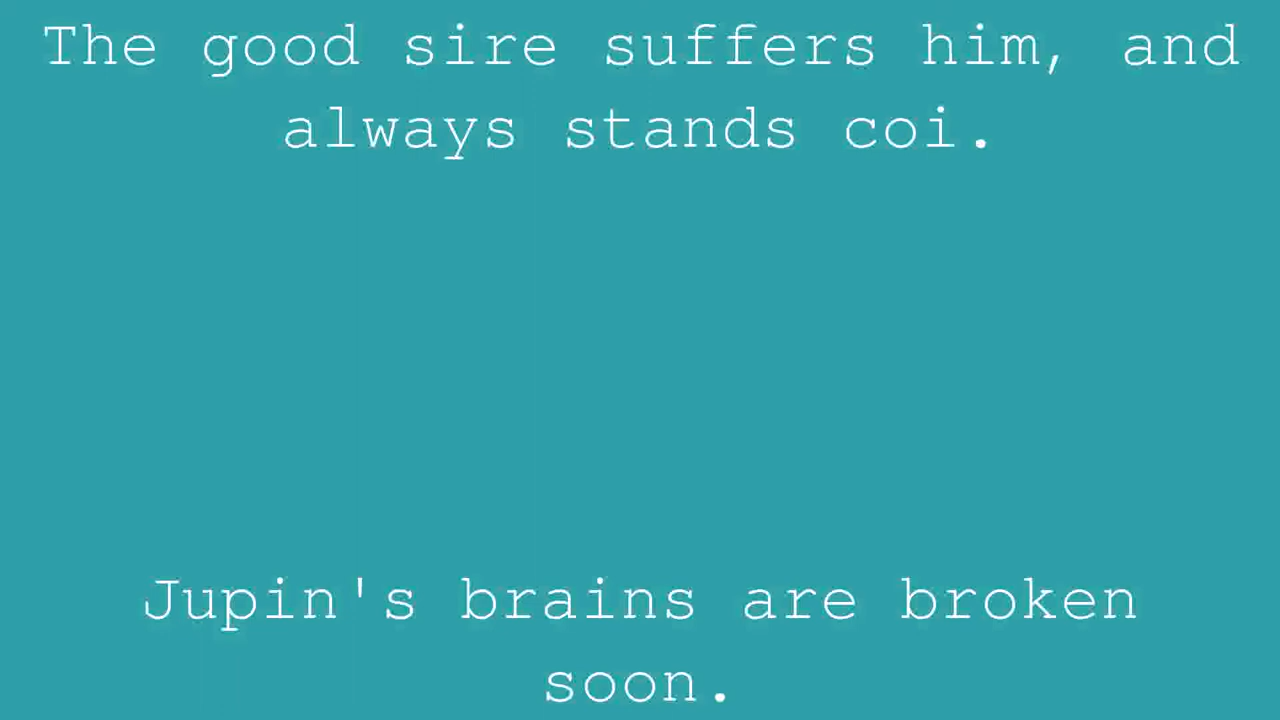 The good sire suffers him, and
always stands coi.
Jupin's brains are broken
soon.